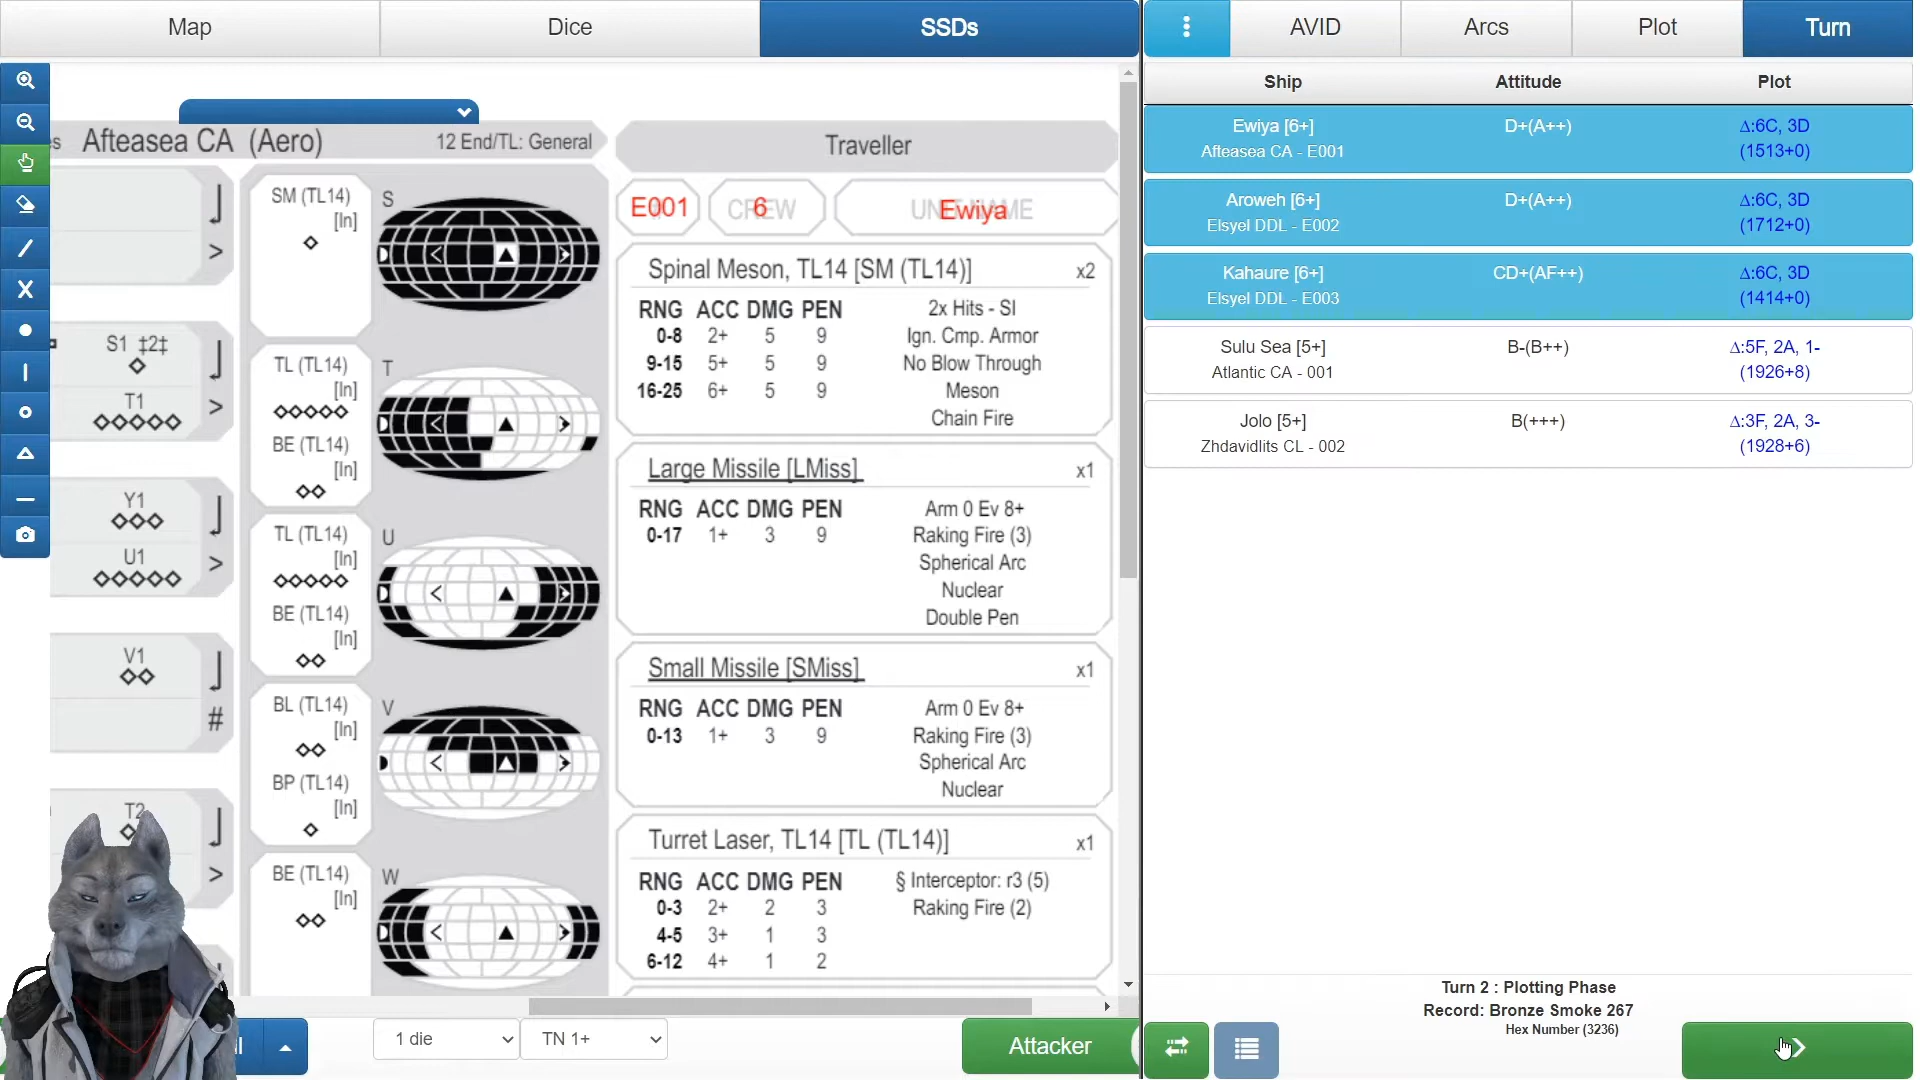 Map
Dice
SSDs
AVID
Arcs
Plot
Turn
Ship
Attitude
Plot
Afteasea CA (Aero)
12 End/TL: General
Traveller
E001
CREW
6
Ewiya
S1 ‡2‡
T1
Y1
U1
V1
#
T2
SM (TL14)
[In]
S
TL (TL14)
[In]
BE (TL14)
[In]
T
TL (TL14)
[In]
BE (TL14)
[In]
U
BL (TL14)
[In]
BP (TL14)
[In]
V
BE (TL14)
[In]
W
Spinal Meson, TL14 [SM (TL14)] x2
RNG ACC DMG PEN 2x Hits - SI
0-8 2+ 5 9 Ign. Cmp. Armor
9-15 5+ 5 9 No Blow Through
16-25 6+ 5 9 Meson
Chain Fire
Large Missile [LMiss] x1
RNG ACC DMG PEN Arm 0 Ev 8+
0-17 1+ 3 9 Raking Fire (3)
Spherical Arc
Nuclear
Double Pen
Small Missile [SMiss] x1
RNG ACC DMG PEN Arm 0 Ev 8+
0-13 1+ 3 9 Raking Fire (3)
Spherical Arc
Nuclear
Turret Laser, TL14 [TL (TL14)] x1
RNG ACC DMG PEN § Interceptor: r3 (5)
0-3 2+ 2 3 Raking Fire (2)
4-5 3+ 1 3
6-12 4+ 1 2
1 die
TN 1+
Attacker
Ewiya [6+] D+(A++) Δ:6C, 3D
Afteasea CA - E001 (1513+0)
Aroweh [6+] D+(A++) Δ:6C, 3D
Elsyel DDL - E002 (1712+0)
Kahaure [6+] CD+(AF++) Δ:6C, 3D
Elsyel DDL - E003 (1414+0)
Sulu Sea [5+] B-(B++) Δ:5F, 2A, 1-
Atlantic CA - 001 (1926+8)
Jolo [5+] B(+++) Δ:3F, 2A, 3-
Zhdavidlits CL - 002 (1928+6)
Turn 2 : Plotting Phase
Record: Bronze Smoke 267
Hex Number (3236)